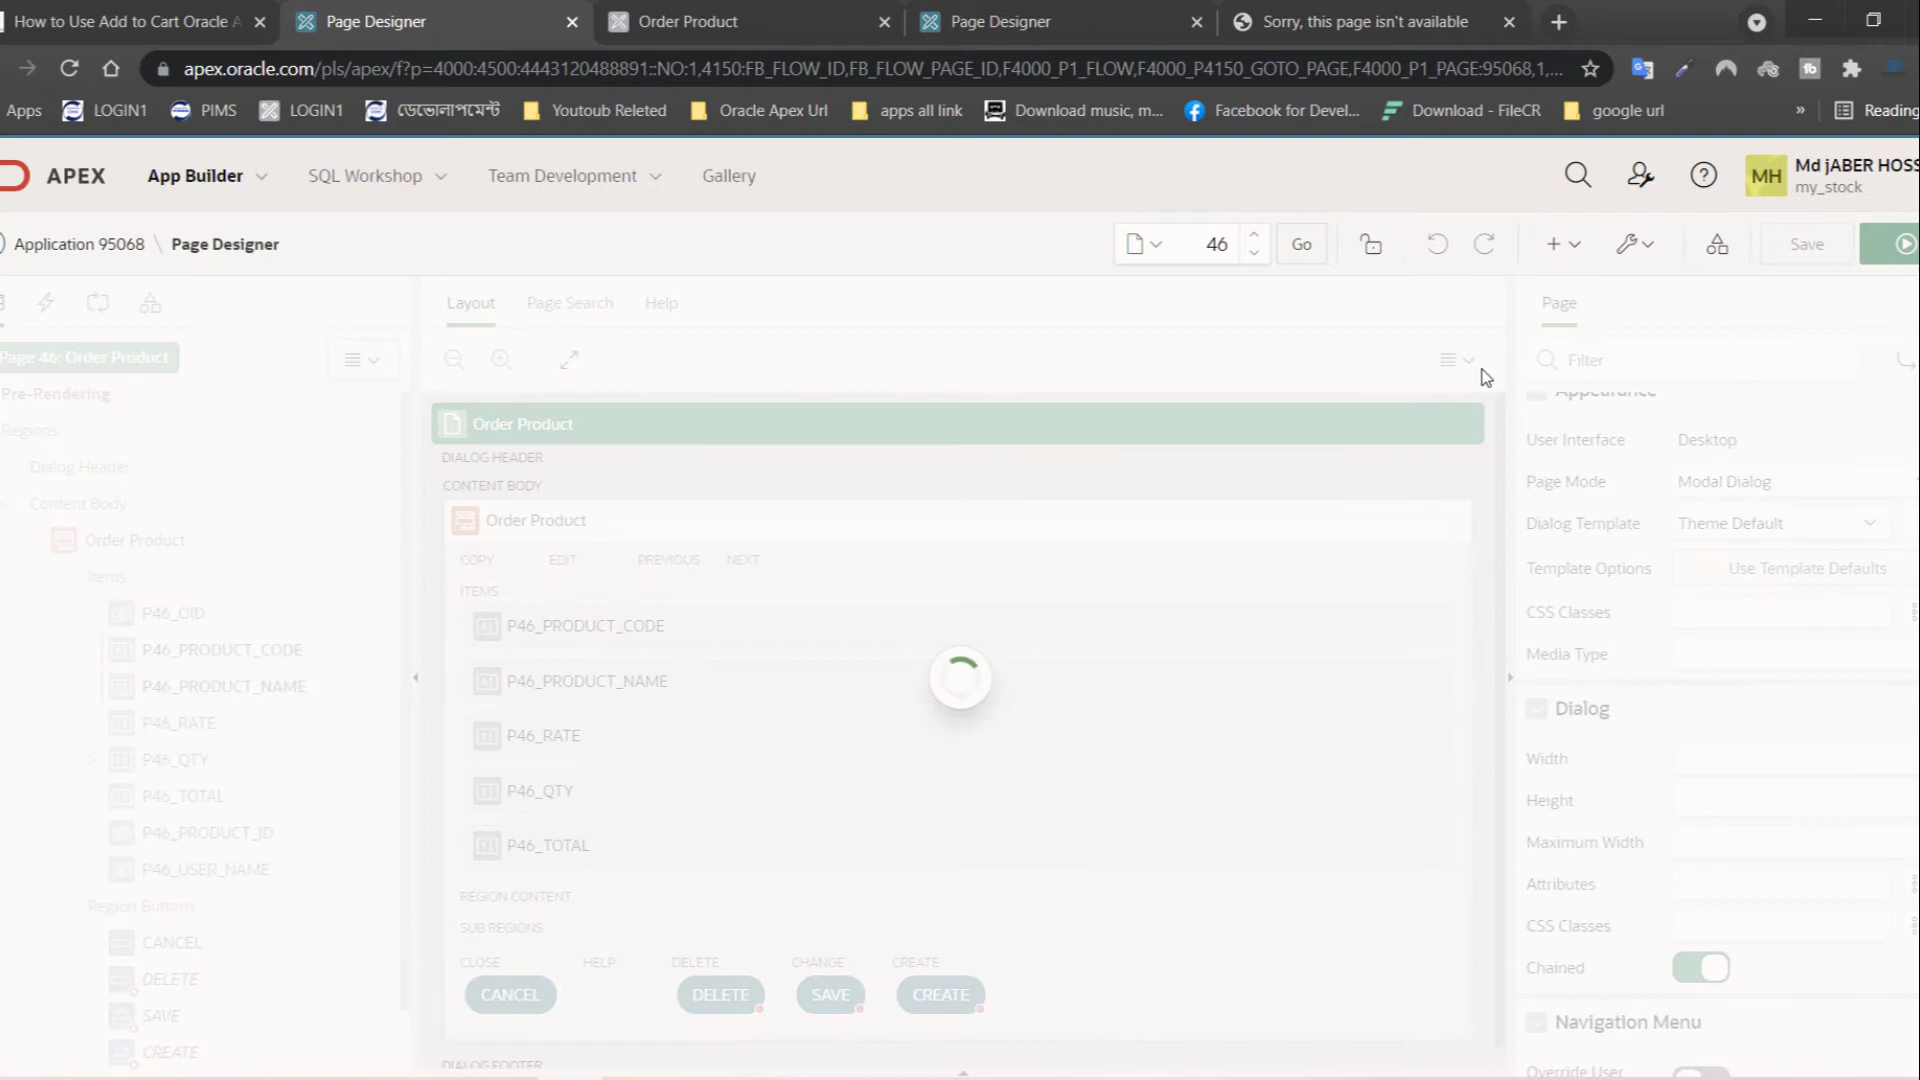 How to Use Add to Cart Oracle A
Page Designer
Order Product
Page Designer
Sorry, this page isn't available
apex.oracle.com/pls/apex/f?p=4000:4500:4443120488891::NO:1,4150:FB_FLOW_ID,FB_FLOW_PAGE_ID,F4000_P1_FLOW,F4000_P4150_GOTO_PAGE,F4000_P1_PAGE:95068,1,...
Apps LOGIN1 PIMS LOGIN1 ডেভোলাপমেন্ট Youtoub Releted Oracle Apex Url apps all link Download music, m... Facebook for Devel... Download - FileCR google url » Reading
APEX App Builder SQL Workshop Team Development Gallery
MH Md jABER HOSS
my_stock
Application 95068 \ Page Designer
46 Go Save
Layout Page Search Help
Page
Page 46: Order Product
Filter
Pre-Rendering
Regions
Dialog Header
Content Body
Order Product
Items
P46_OID
P46_PRODUCT_CODE
P46_PRODUCT_NAME
P46_RATE
P46_QTY
P46_TOTAL
P46_PRODUCT_ID
P46_USER_NAME
Region Buttons
CANCEL
DELETE
SAVE
CREATE
Order Product
DIALOG HEADER
CONTENT BODY
Order Product
COPY EDIT PREVIOUS NEXT
ITEMS
P46_PRODUCT_CODE
P46_PRODUCT_NAME
P46_RATE
P46_QTY
P46_TOTAL
REGION CONTENT
SUB REGIONS
CLOSE HELP DELETE CHANGE CREATE
CANCEL DELETE SAVE CREATE
DIALOG FOOTER
Appearance
User Interface Desktop
Page Mode Modal Dialog
Dialog Template Theme Default
Template Options Use Template Defaults
CSS Classes
Media Type
Dialog
Width
Height
Maximum Width
Attributes
CSS Classes
Chained
Navigation Menu
Override User